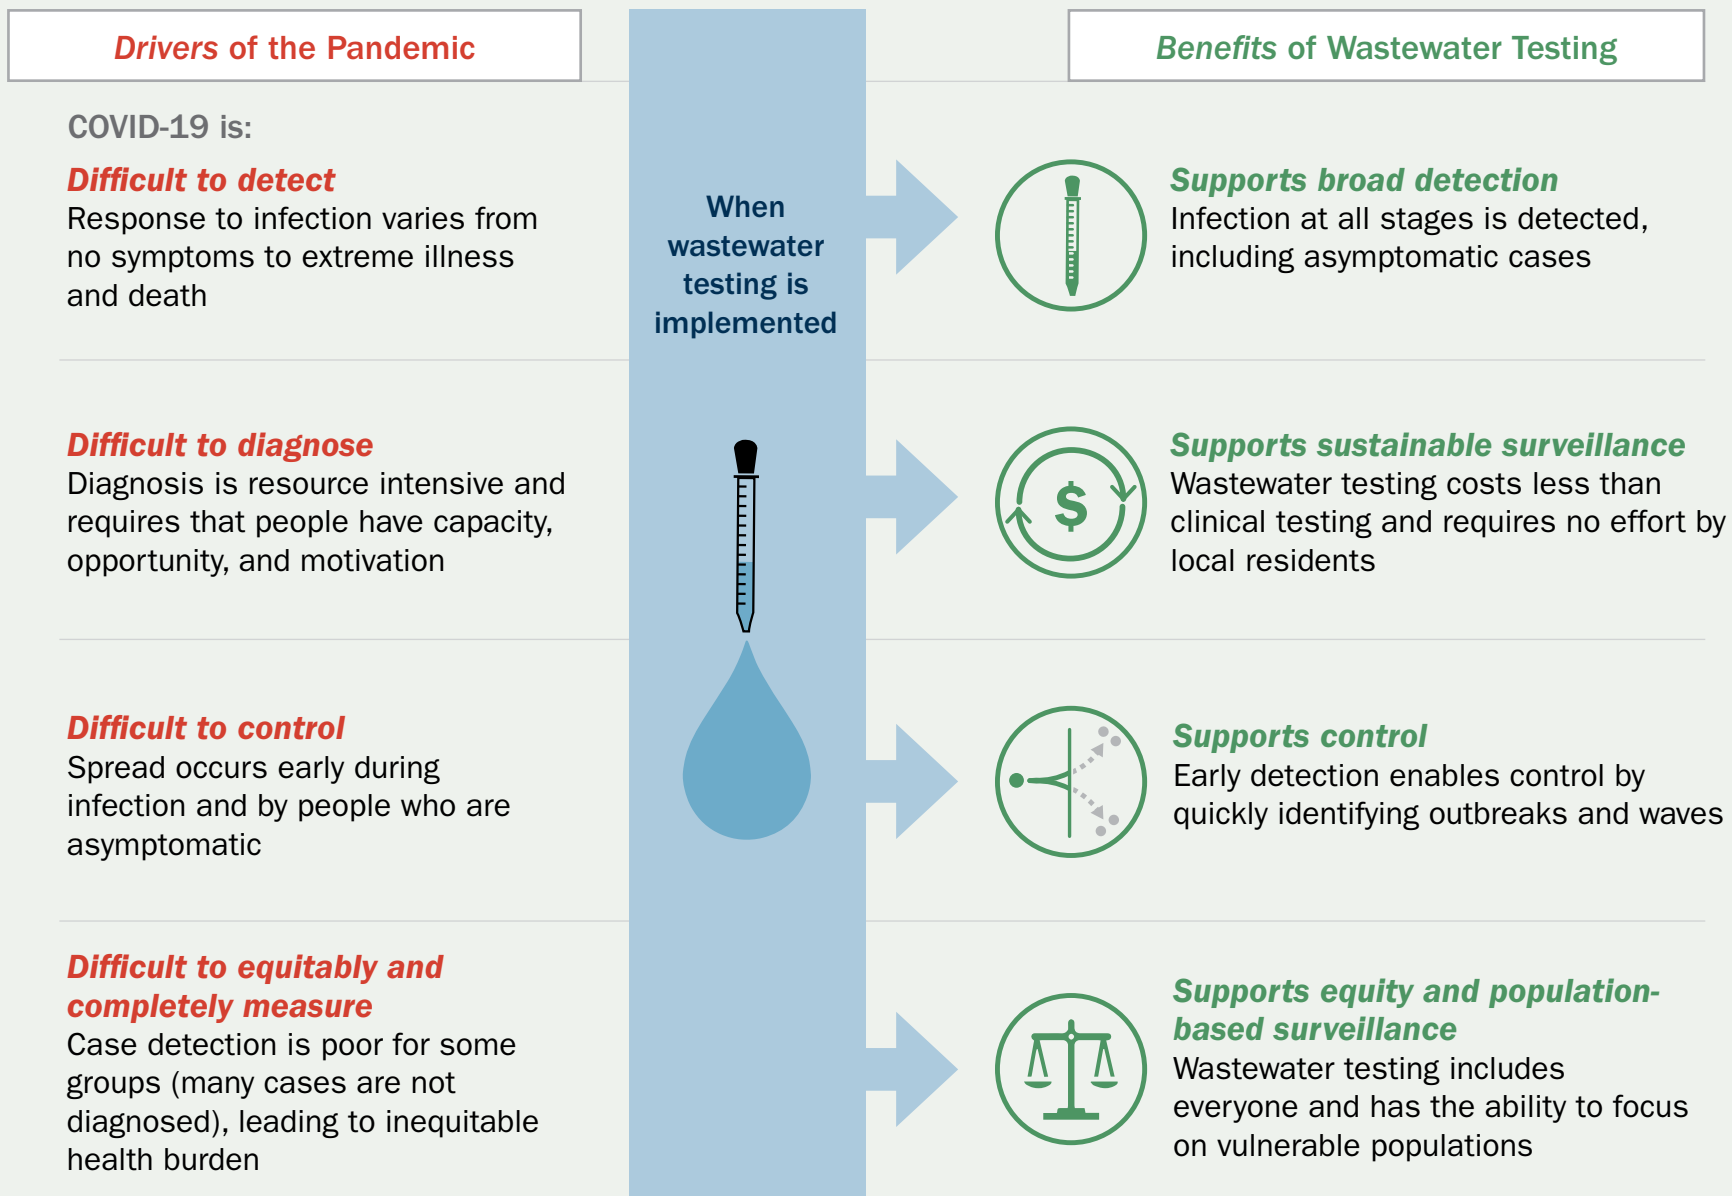 Drivers of the Pandemic
Benefits of Wastewater Testing
COVID-19 is:
Difficult to detect
Response to infection varies from
no symptoms to extreme illness
and death
When
wastewater
testing is
implemented
Supports broad detection
Infection at all stages is detected,
including asymptomatic cases
Difficult to diagnose
Diagnosis is resource intensive and
requires that people have capacity,
opportunity, and motivation
$
Supports sustainable surveillance
Wastewater testing costs less than
clinical testing and requires no effort by
local residents
Difficult to control
Spread occurs early during
infection and by people who are
asymptomatic
Supports control
Early detection enables control by
quickly identifying outbreaks and waves
Difficult to equitably and
completely measure
Case detection is poor for some
groups (many cases are not
diagnosed), leading to inequitable
health burden
Supports equity and population-
based surveillance
Wastewater testing includes
everyone and has the ability to focus
on vulnerable populations